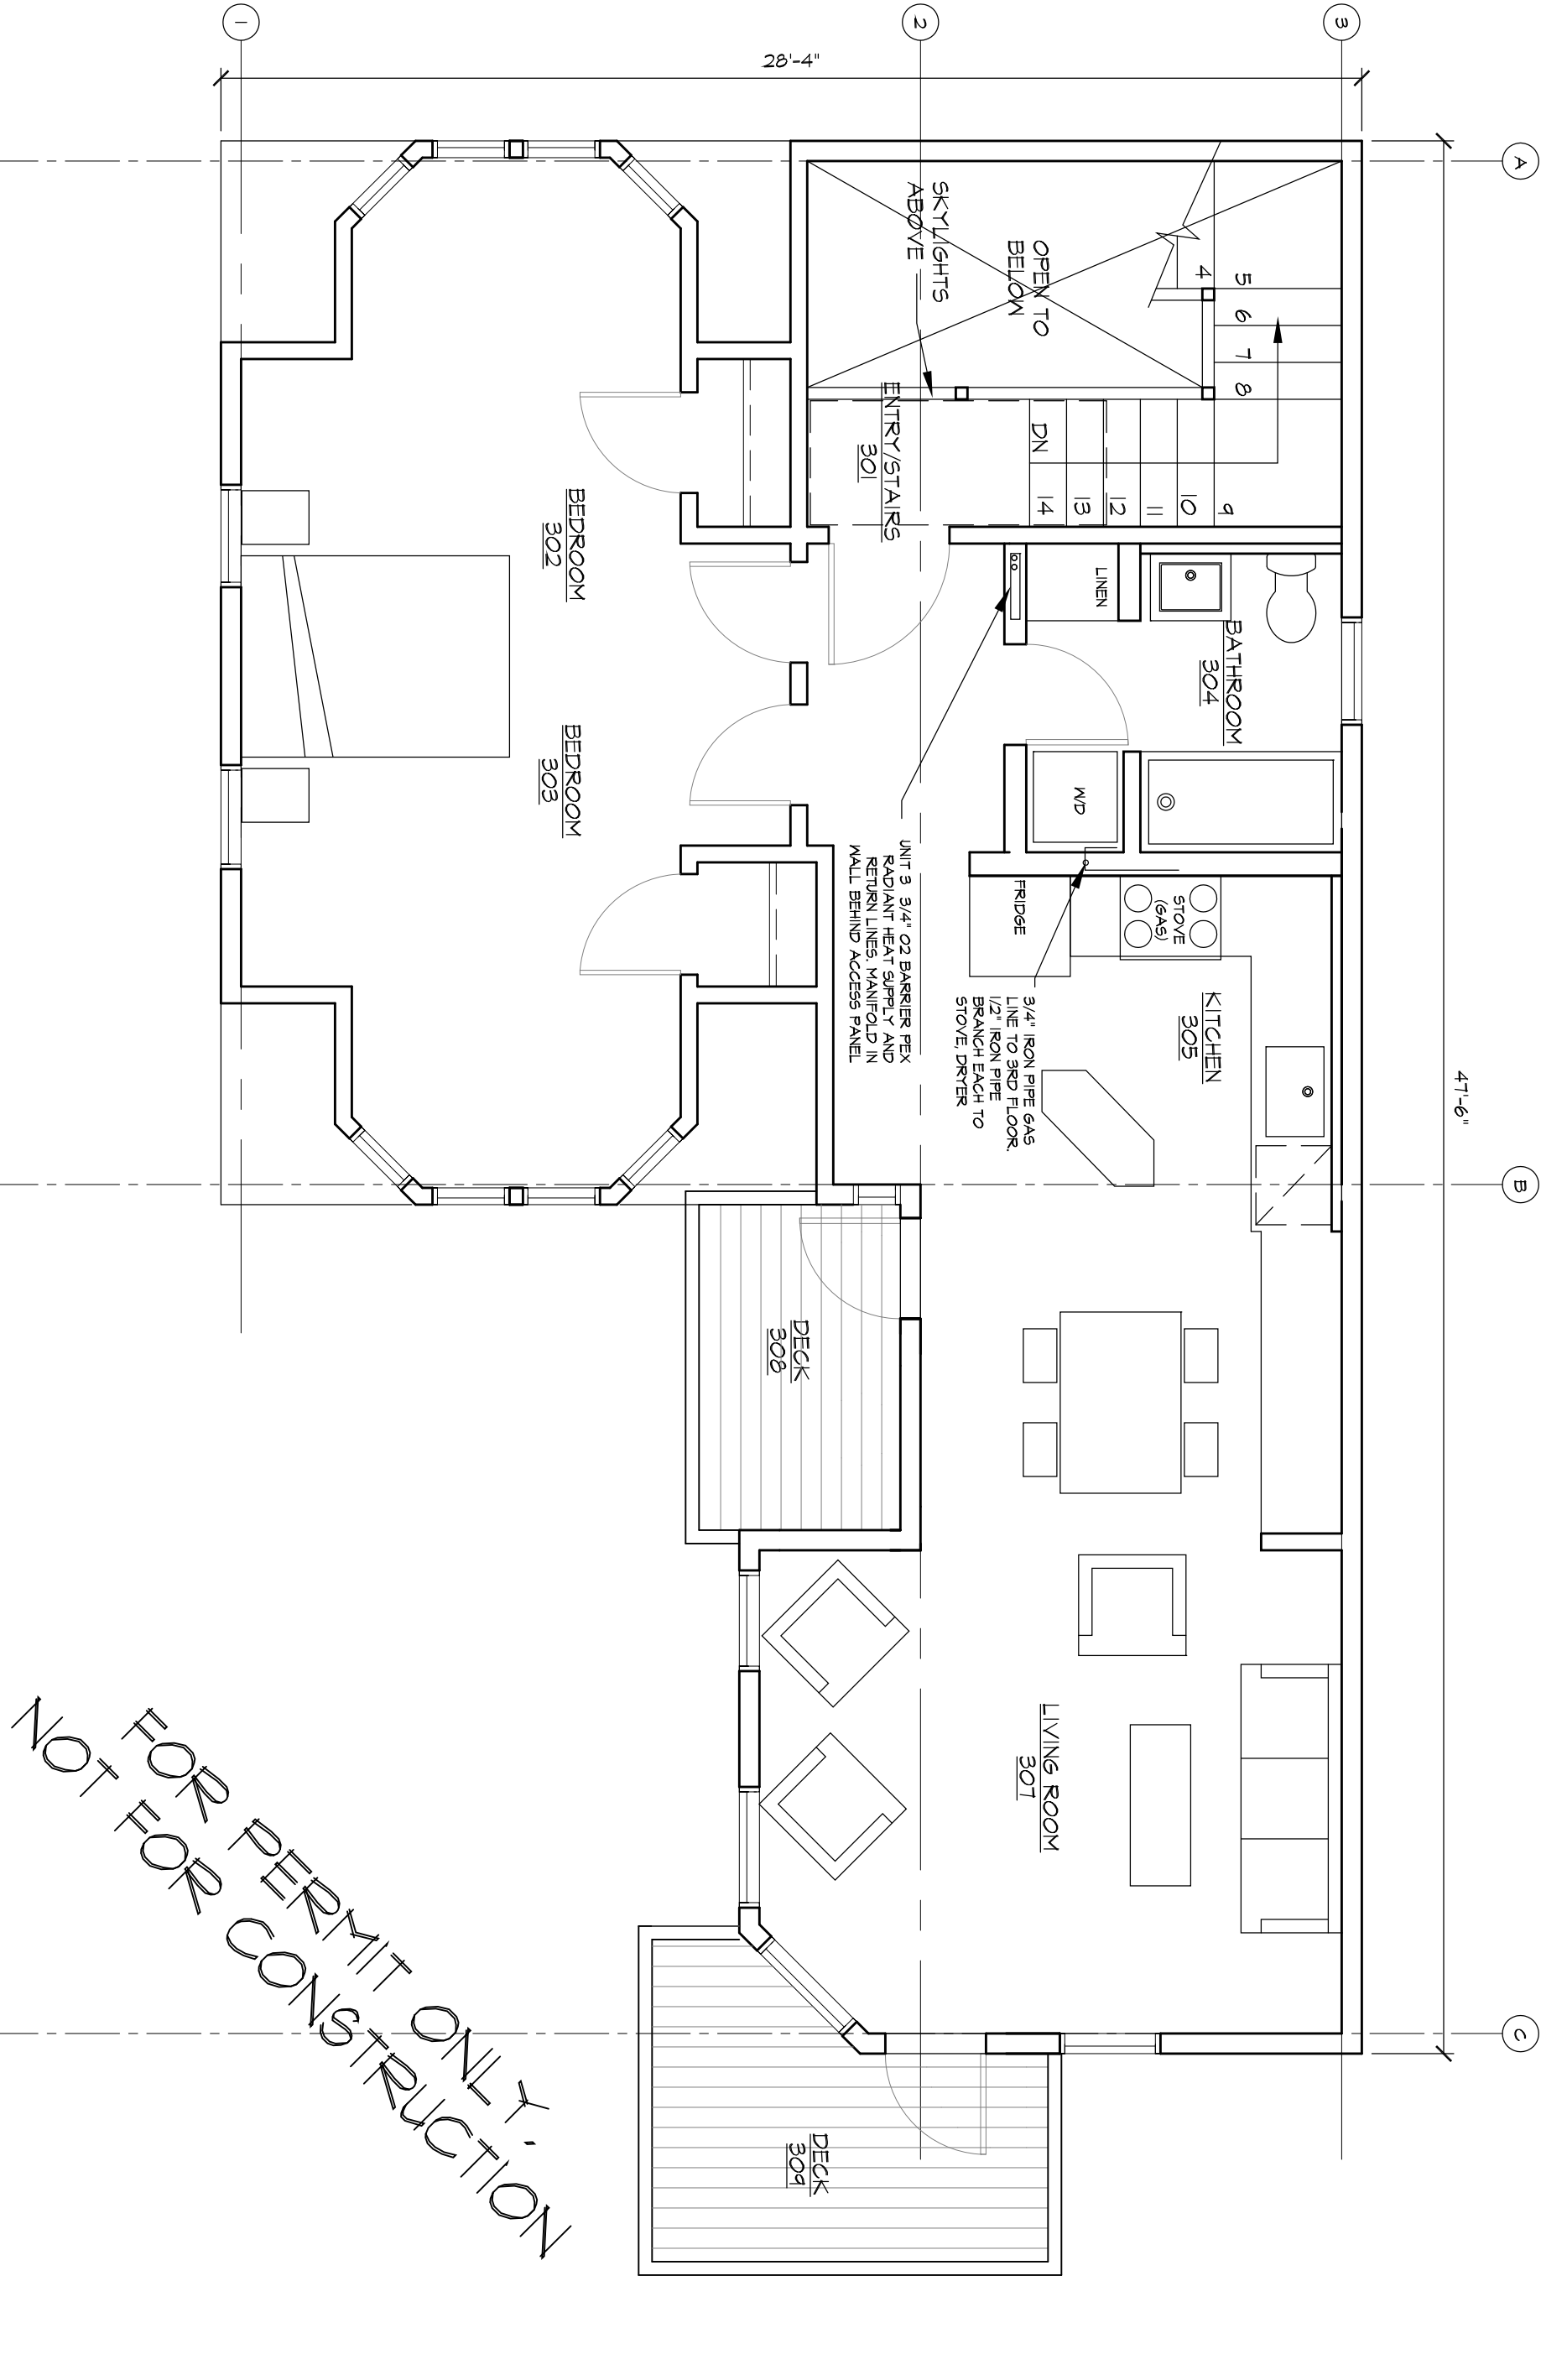 1
2
3
28'-4"
47'-6"
A
B
C
SKYLIGHTS
ABOVE
OPEN TO
BELOW
4
5
6
7
8
9
10
11
12
13
14
DN
ENTRY/STAIRS
301
LINEN
BATHROOM
304
W/D
BEDROOM
302
BEDROOM
303
UNIT 3 3/4" O2 BARRIER PEX
RADIANT HEAT SUPPLY AND
RETURN LINES. MANIFOLD IN
WALL BEHIND ACCESS PANEL
STOVE
(GAS)
FRIDGE
KITCHEN
305
3/4" IRON PIPE GAS
LINE TO 3RD FLOOR.
1/2" IRON PIPE
BRANCH EACH TO
STOVE, DRYER
DECK
308
LIVING ROOM
307
DECK
309
FOR PERMIT ONLY-
NOT FOR CONSTRUCTION